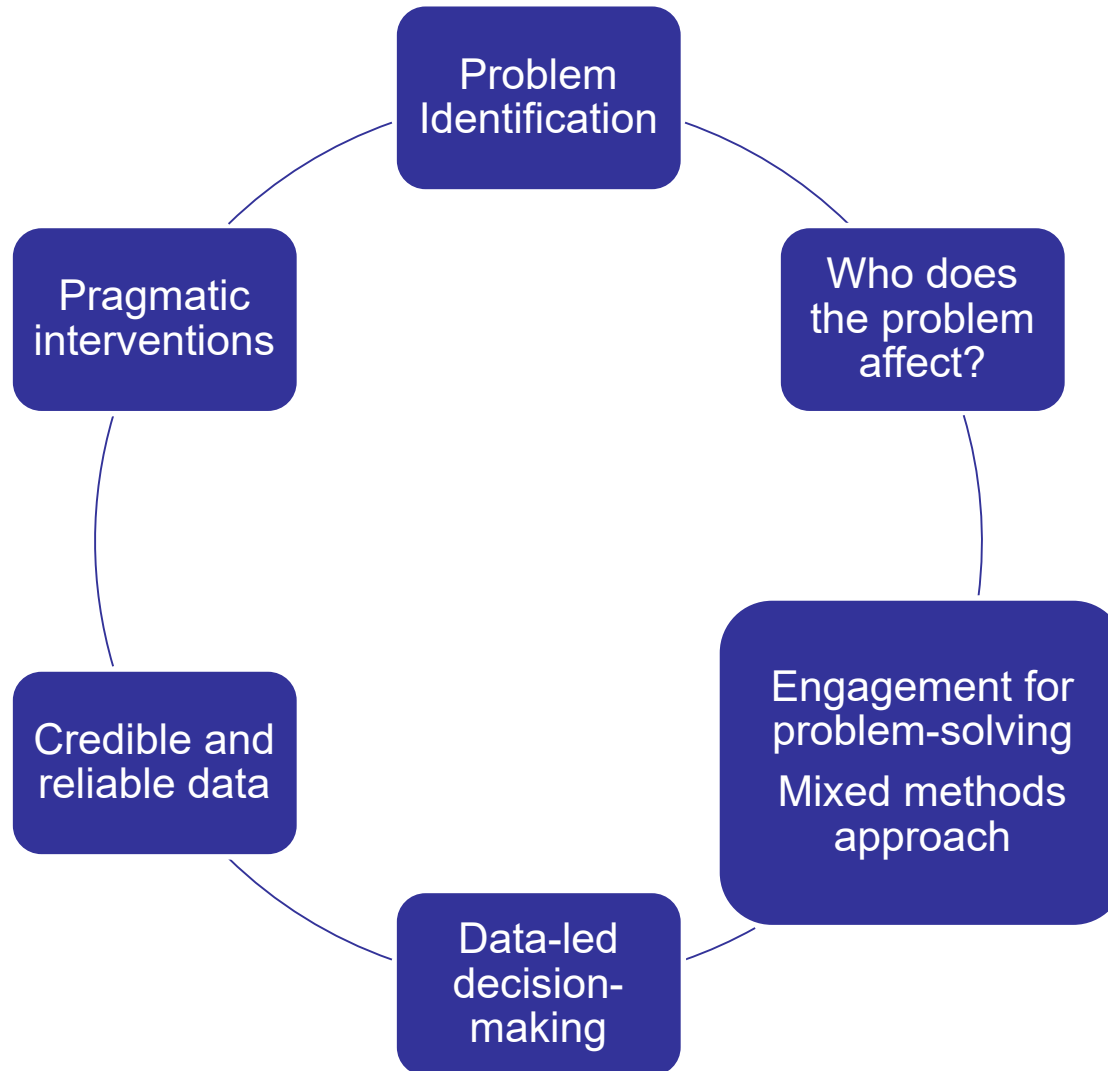 Problem
Identification
Who does
the problem
affect?
Engagement for
problem-solving
Mixed methods
approach
Data-led
decision-
making
Credible and
reliable data
Pragmatic
interventions